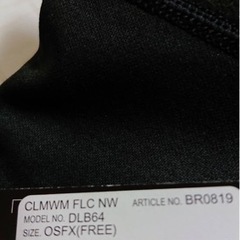 CLMWM FLC NW ARTICLE NO. BR0819
MODEL NO. DLB64
SIZE. OSFX(FREE)